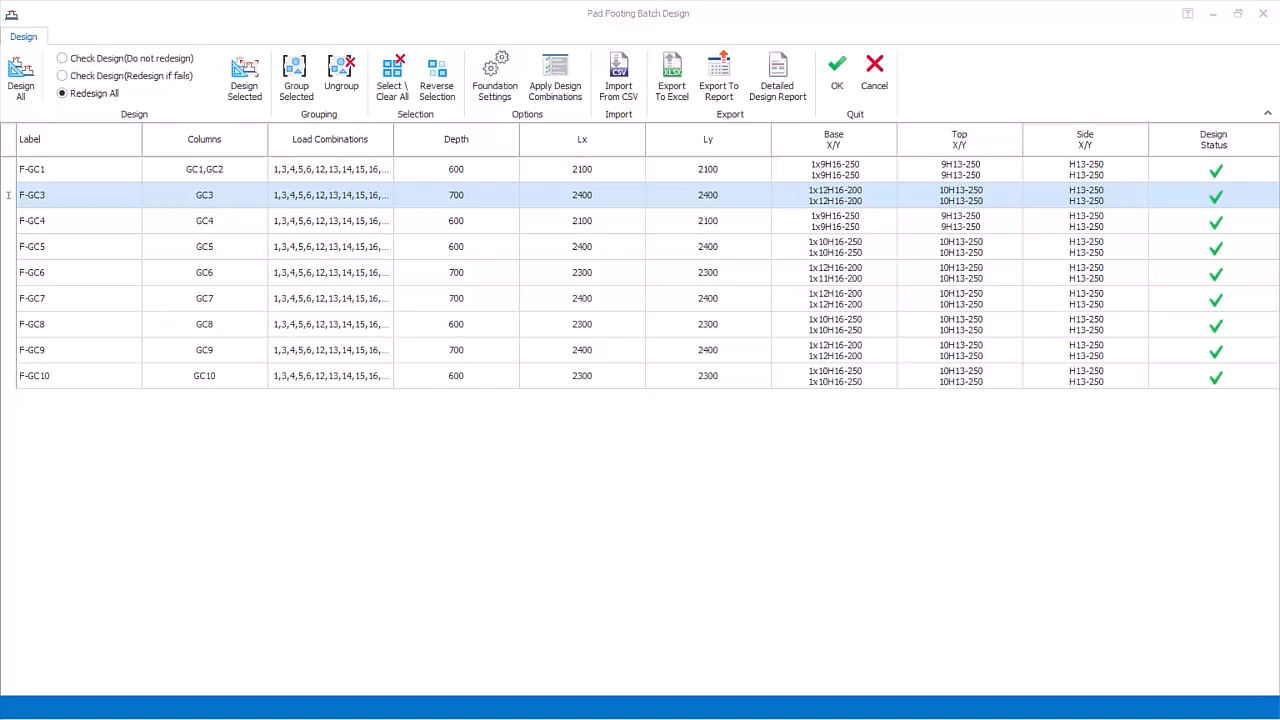 Pad Footing Batch Design
Design
Design All
Check Design(Do not redesign)
Check Design(Redesign if fails)
Redesign All
Design Selected
Group Selected
Ungroup
Select \ Clear All
Reverse Selection
Foundation Settings
Apply Design Combinations
Import From CSV
Export To Excel
Export To Report
Detailed Design Report
OK
Cancel
Design
Grouping
Selection
Options
Import
Export
Quit
Label Columns Load Combinations Depth Lx Ly Base X/Y Top X/Y Side X/Y Design Status
F-GC1 GC1,GC2 1,3,4,5,6,12,13,14,15,16,... 600 2100 2100 1x9H16-250 9H13-250 H13-250
1x9H16-250 9H13-250 H13-250
F-GC3 GC3 1,3,4,5,6,12,13,14,15,16,... 700 2400 2400 1x12H16-200 10H13-250 H13-250
1x12H16-200 10H13-250 H13-250
F-GC4 GC4 1,3,4,5,6,12,13,14,15,16,... 600 2100 2100 1x9H16-250 9H13-250 H13-250
1x9H16-250 9H13-250 H13-250
F-GC5 GC5 1,3,4,5,6,12,13,14,15,16,... 600 2400 2400 1x10H16-250 10H13-250 H13-250
1x10H16-250 10H13-250 H13-250
F-GC6 GC6 1,3,4,5,6,12,13,14,15,16,... 700 2300 2300 1x12H16-200 10H13-250 H13-250
1x11H16-200 10H13-250 H13-250
F-GC7 GC7 1,3,4,5,6,12,13,14,15,16,... 700 2400 2400 1x12H16-200 10H13-250 H13-250
1x12H16-200 10H13-250 H13-250
F-GC8 GC8 1,3,4,5,6,12,13,14,15,16,... 600 2300 2300 1x10H16-250 10H13-250 H13-250
1x10H16-250 10H13-250 H13-250
F-GC9 GC9 1,3,4,5,6,12,13,14,15,16,... 700 2400 2400 1x12H16-200 10H13-250 H13-250
1x12H16-200 10H13-250 H13-250
F-GC10 GC10 1,3,4,5,6,12,13,14,15,16,... 600 2300 2300 1x10H16-250 10H13-250 H13-250
1x10H16-250 10H13-250 H13-250